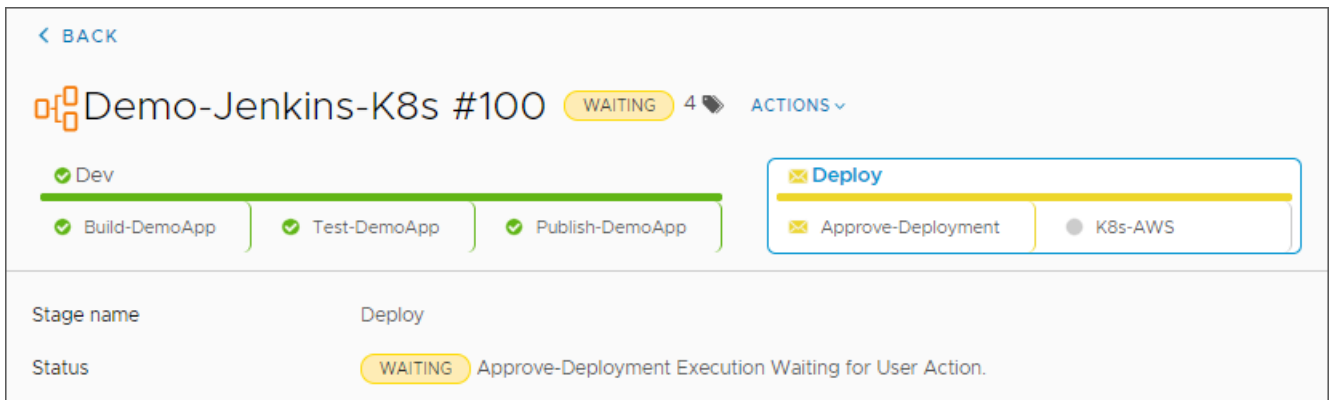 BACK
Demo-Jenkins-K8s #100 WAITING 4 ACTIONS
Dev
Build-DemoApp Test-DemoApp Publish-DemoApp
Deploy
Approve-Deployment K8s-AWS
Stage name Deploy
Status WAITING Approve-Deployment Execution Waiting for User Action.